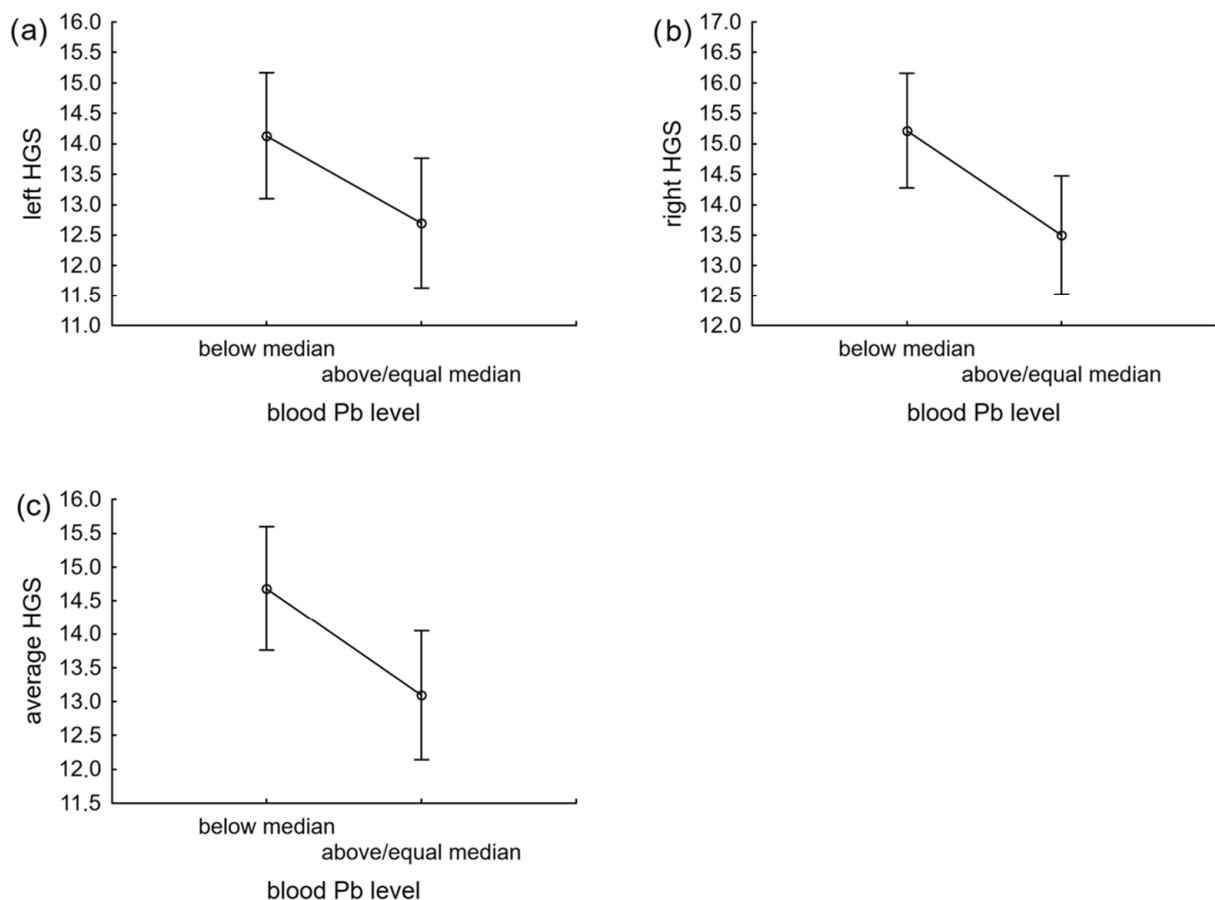 (a)
left HGS
16.0
15.5
15.0
14.5
14.0
13.5
13.0
12.5
12.0
11.5
11.0
below median
above/equal median
blood Pb level
(b)
right HGS
17.0
16.5
16.0
15.5
15.0
14.5
14.0
13.5
13.0
12.5
12.0
below median
above/equal median
blood Pb level
(c)
average HGS
16.0
15.5
15.0
14.5
14.0
13.5
13.0
12.5
12.0
11.5
below median
above/equal median
blood Pb level